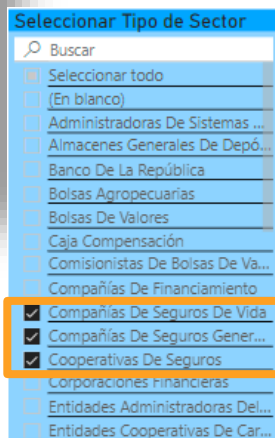 Seleccionar Tipo de Sector
Buscar
Seleccionar todo
(En blanco)
Administradoras De Sistemas ...
Almacenes Generales De Depó...
Banco De La República
Bolsas Agropecuarias
Bolsas De Valores
Caja Compensación
Comisionistas De Bolsas De Va...
Compañías De Financiamiento
Compañías De Seguros De Vida
Compañías De Seguros Gener...
Cooperativas De Seguros
Corporaciones Financieras
Entidades Administradoras Del...
Entidades Cooperativas De Car...